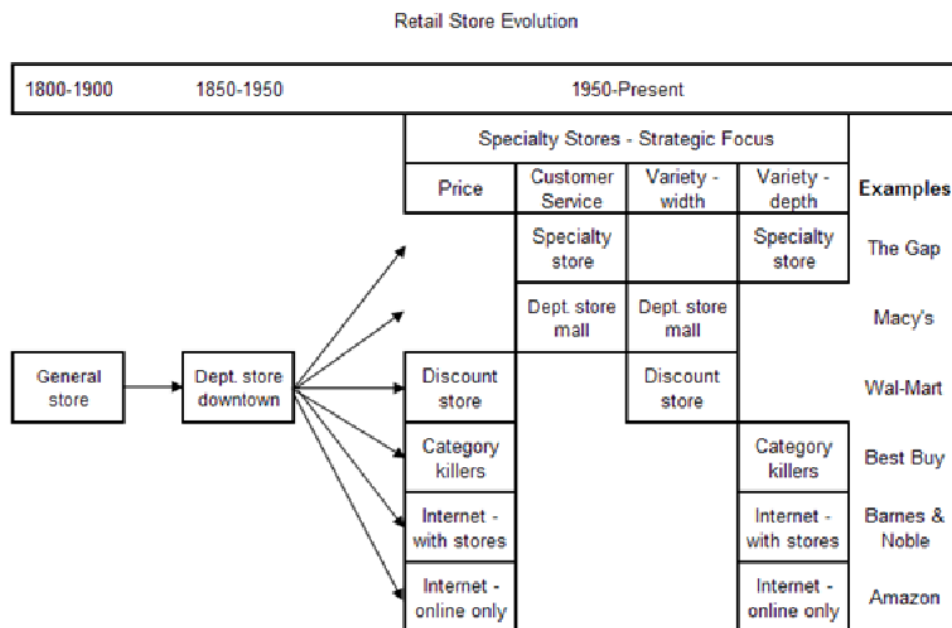 Retail Store Evolution
1800-1900 1850-1950 1950-Present
Specialty Stores - Strategic Focus
Price
Customer
Service
Variety -
width
Variety -
depth
Examples
Specialty
store
Specialty
store
The Gap
Dept. store
mall
Dept. store
mall
Macy's
General
store
Dept. store
downtown
Discount
store
Discount
store
Wal-Mart
Category
killers
Category
killers
Best Buy
Internet -
with stores
Internet -
with stores
Barnes &
Noble
Internet -
online only
Internet -
online only
Amazon